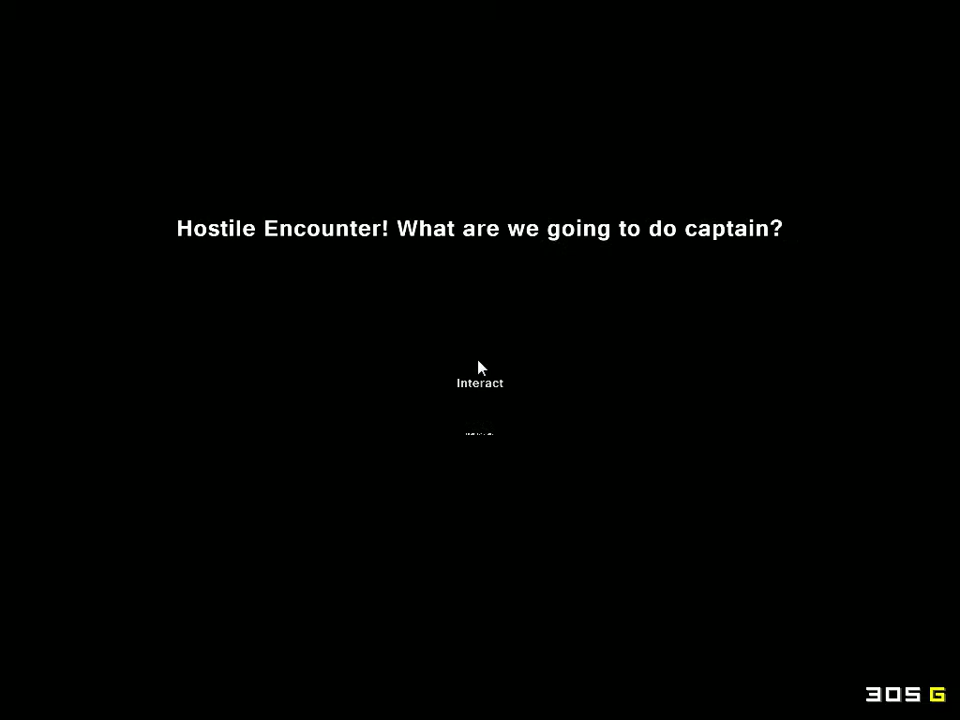 Hostile Encounter! What are we going to do captain?
Interact
305 G